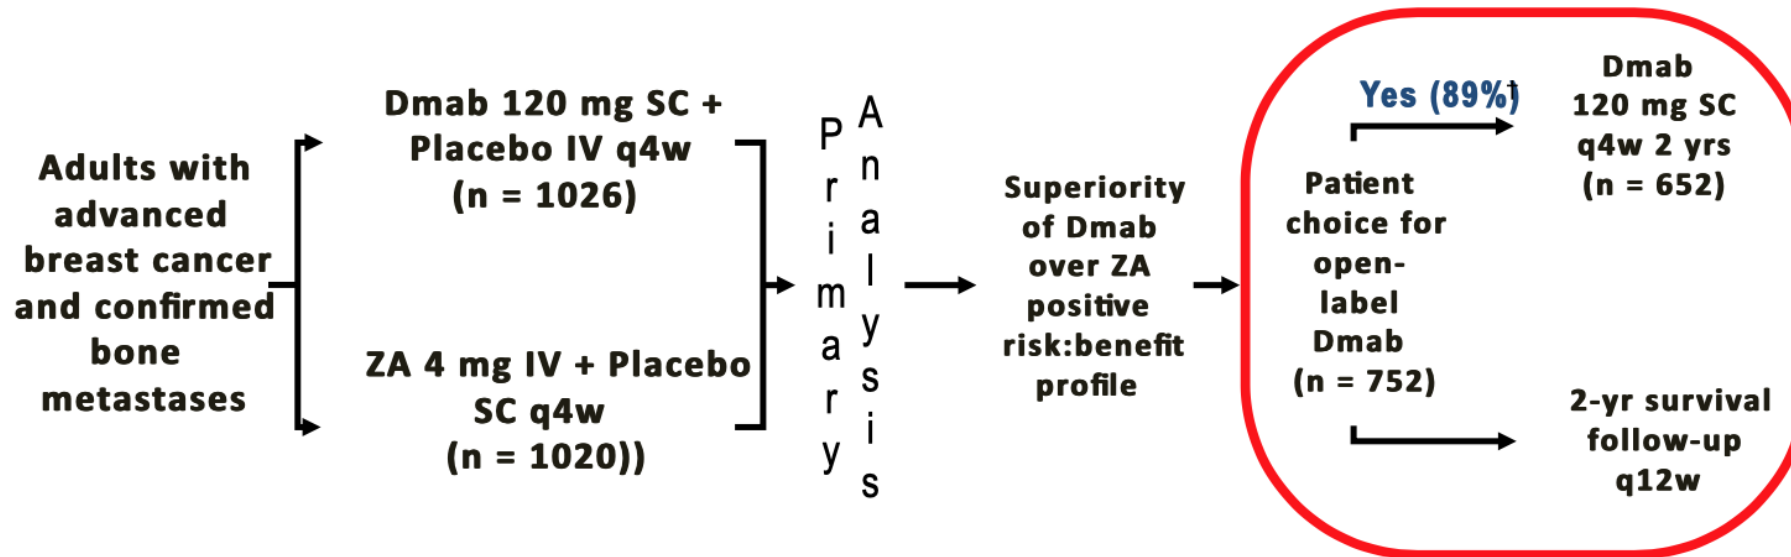 Adults with
advanced
breast cancer
and confirmed
bone
metastases
Dmab 120 mg SC +
Placebo IV q4w
(n = 1026)
ZA 4 mg IV + Placebo
SC q4w
(n = 1020))
Primary
Analysis
Superiority
of Dmab
over ZA
positive
risk:benefit
profile
Patient
choice for
open-
label
Dmab
(n = 752)
Yes (89%)†
Dmab
120 mg SC
q4w 2 yrs
(n = 652)
2-yr survival
follow-up
q12w